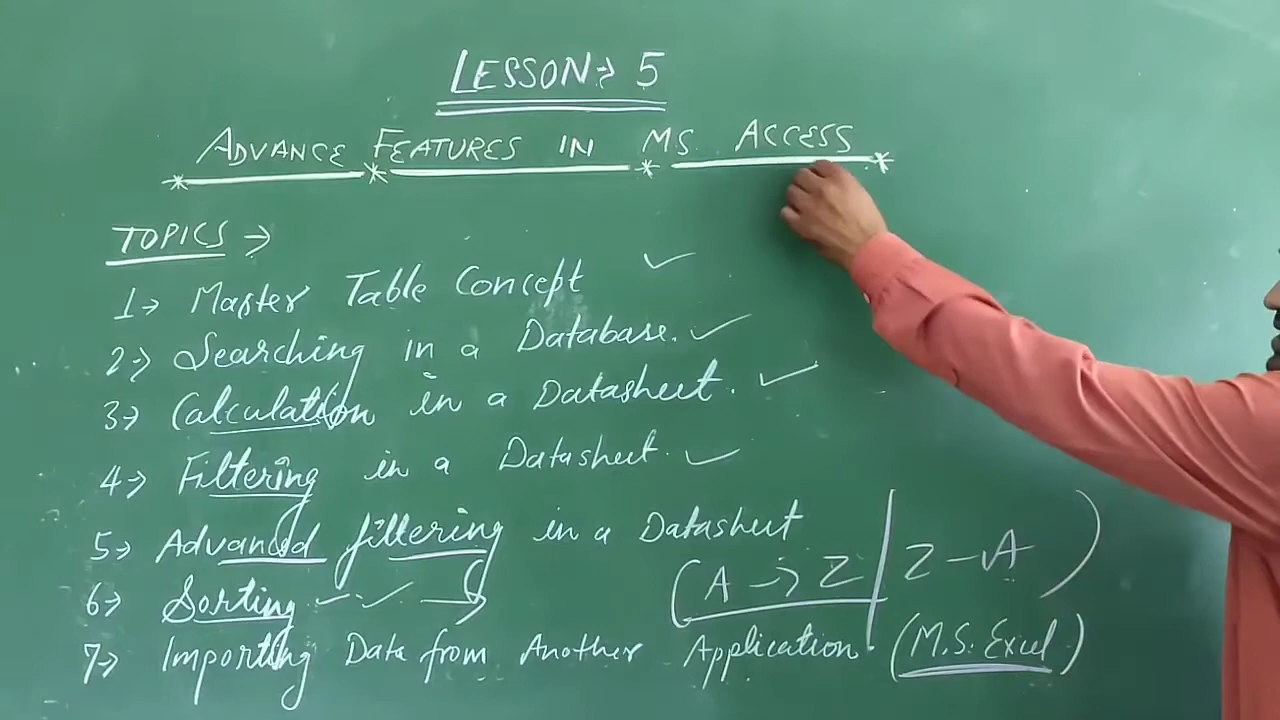 LESSON → 5
ADVANCE FEATURES IN MS. ACCESS
TOPICS →
1→ Master Table Concept ✓
2→ Searching in a Database. ✓
3→ Calculation in a Datasheet. ✓
4→ Filtering in a Datasheet. ✓
5→ Advanced filtering in a Datasheet
6→ Sorting (A → Z | Z - A)
7→ Importing Data from Another Application. (M.S. Excel)